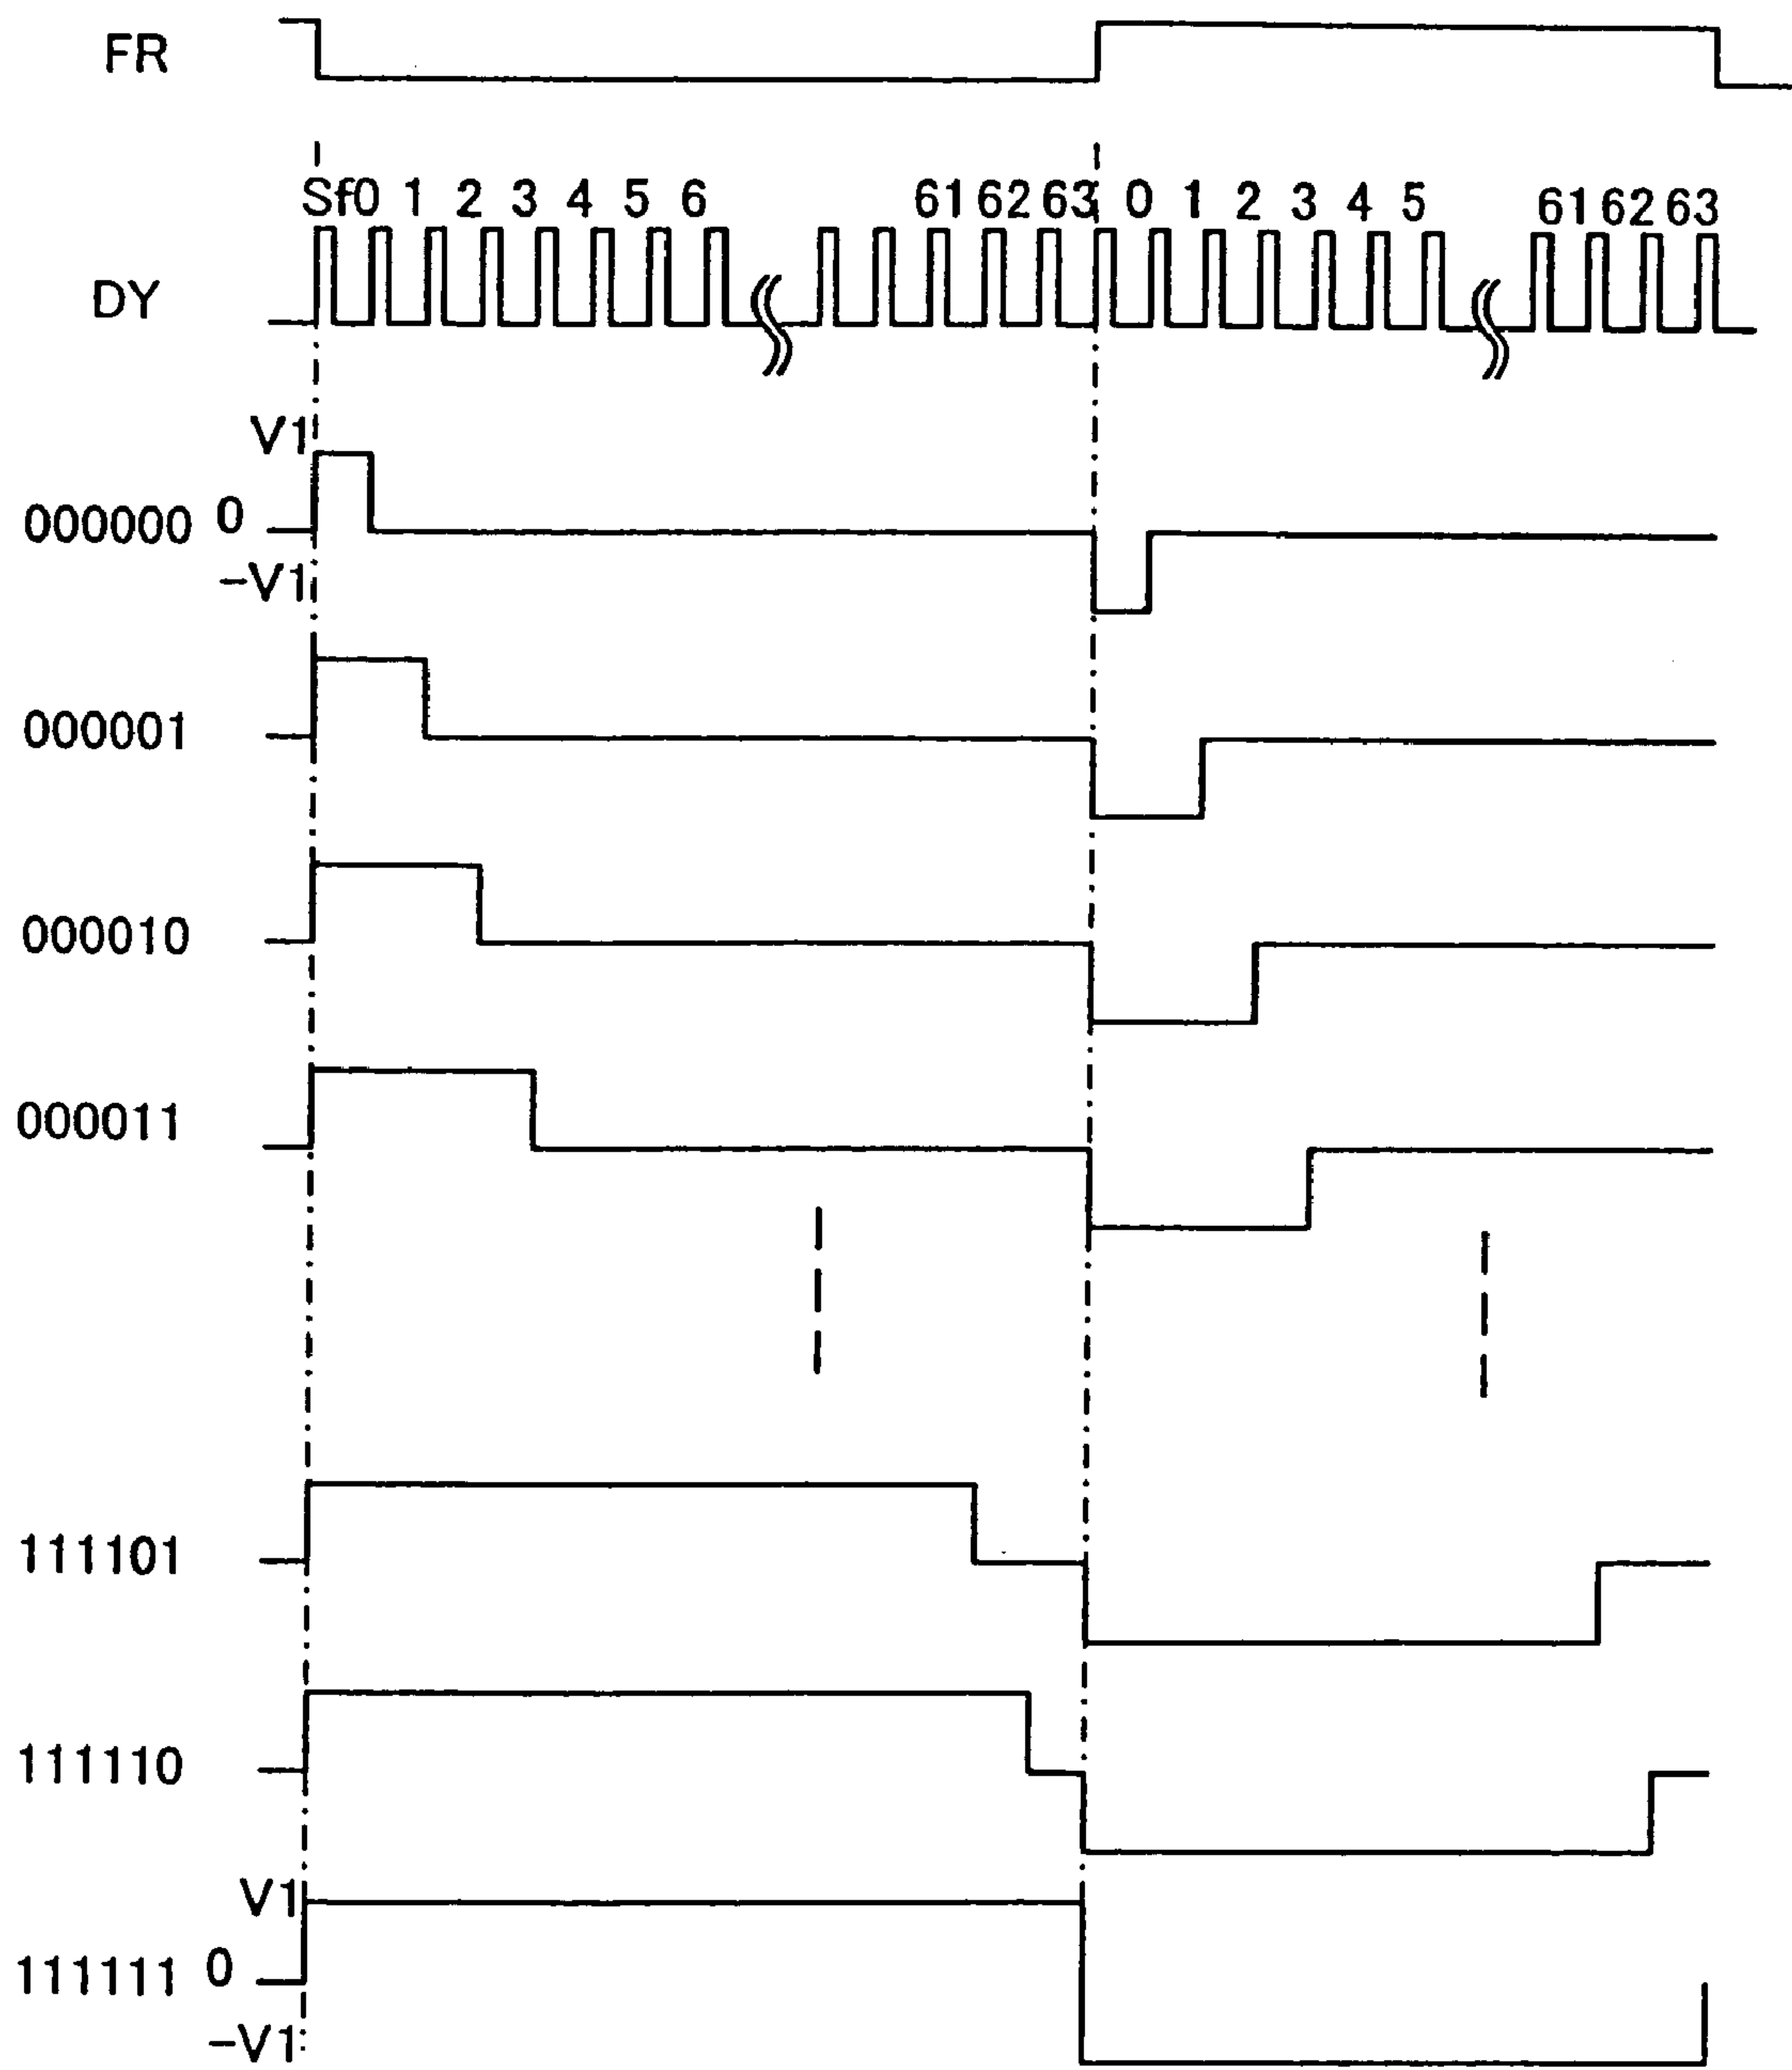 FR
Sf0 1 2 3 4 5 6 61 62 63 0 1 2 3 4 5 61 62 63
DY
V1
000000 0
-V1
000001
000010
000011
111101
111110
V1
111111 0
-V1